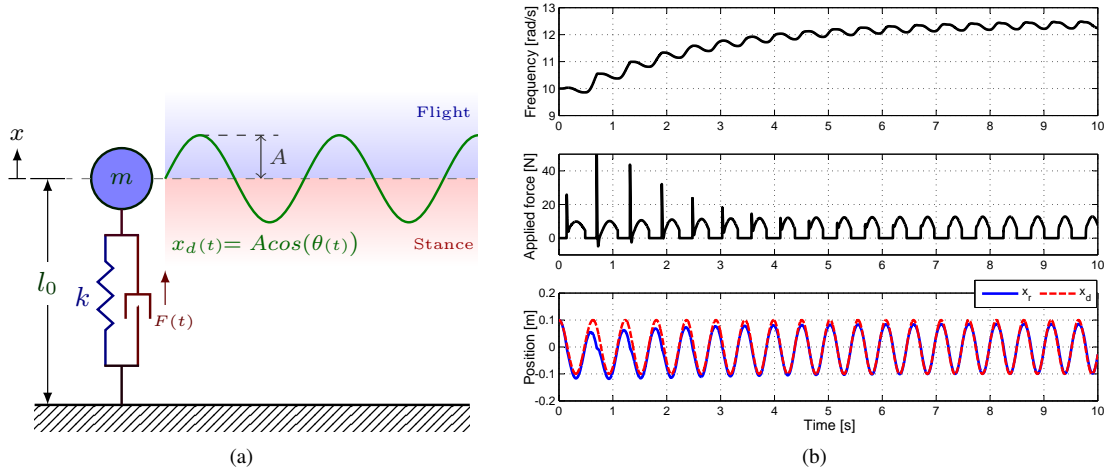 x
Flight
A
m
x_d(t)= Acos(θ(t))
Stance
l_0
k
F(t)
(a)
Frequency [rad/s]
13
12
11
10
9
0 1 2 3 4 5 6 7 8 9 10
Applied force [N]
40
20
0
0 1 2 3 4 5 6 7 8 9 10
x_r x_d
Position [m]
0.2
0.1
0
-0.1
-0.2
0 1 2 3 4 5 6 7 8 9 10
Time [s]
(b)